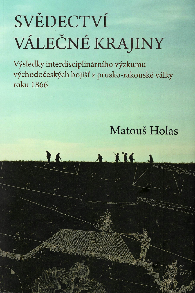 SVĚDECTVÍ
VÁLEČNÉ KRAJINY
Výsledky interdisciplinárního výzkumu
východočeských bojišť z prusko-rakouské války
roku 1866
Matouš Holas